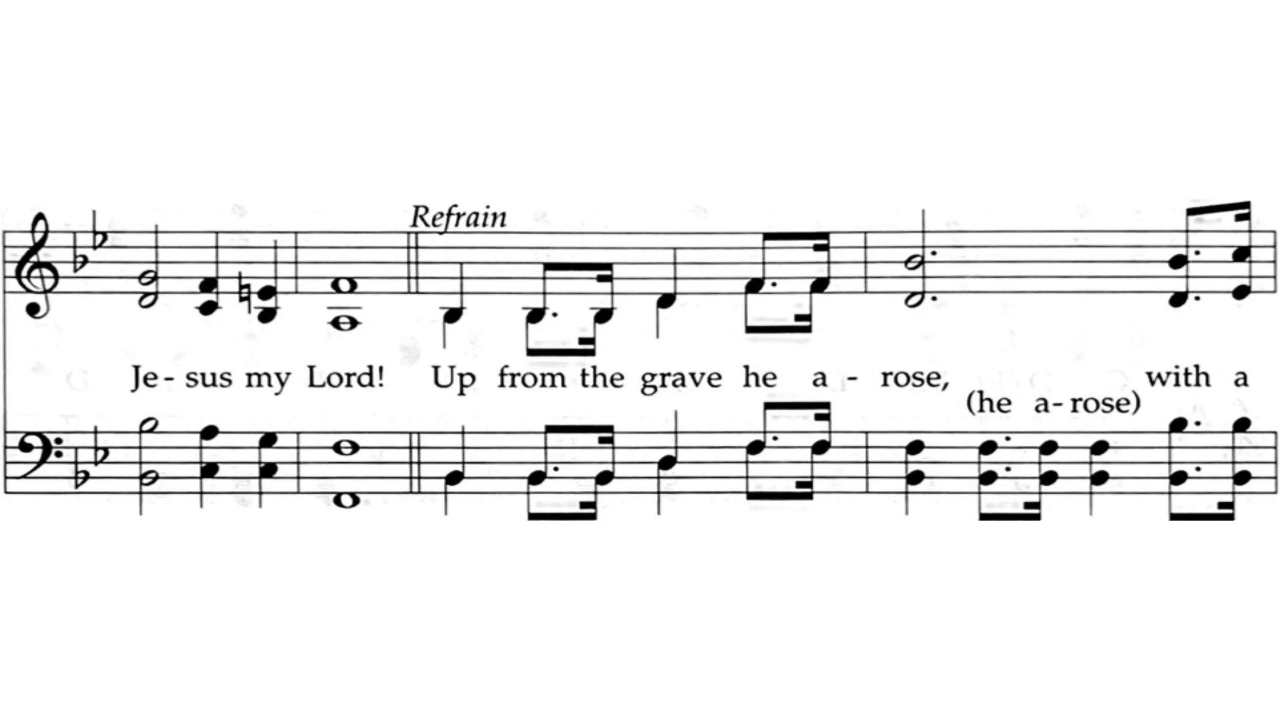 Refrain
Je - sus my Lord! Up from the grave he a - rose, with a
(he a - rose)